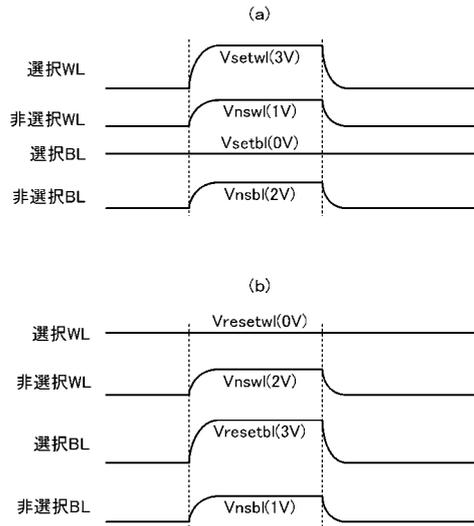 (a)
選択WL
Vsetwl(3V)
非選択WL
Vnswl(1V)
選択BL
Vsetbl(0V)
非選択BL
Vnsbl(2V)
(b)
選択WL
Vresetwl(0V)
非選択WL
Vnswl(2V)
選択BL
Vresetbl(3V)
非選択BL
Vnsbl(1V)